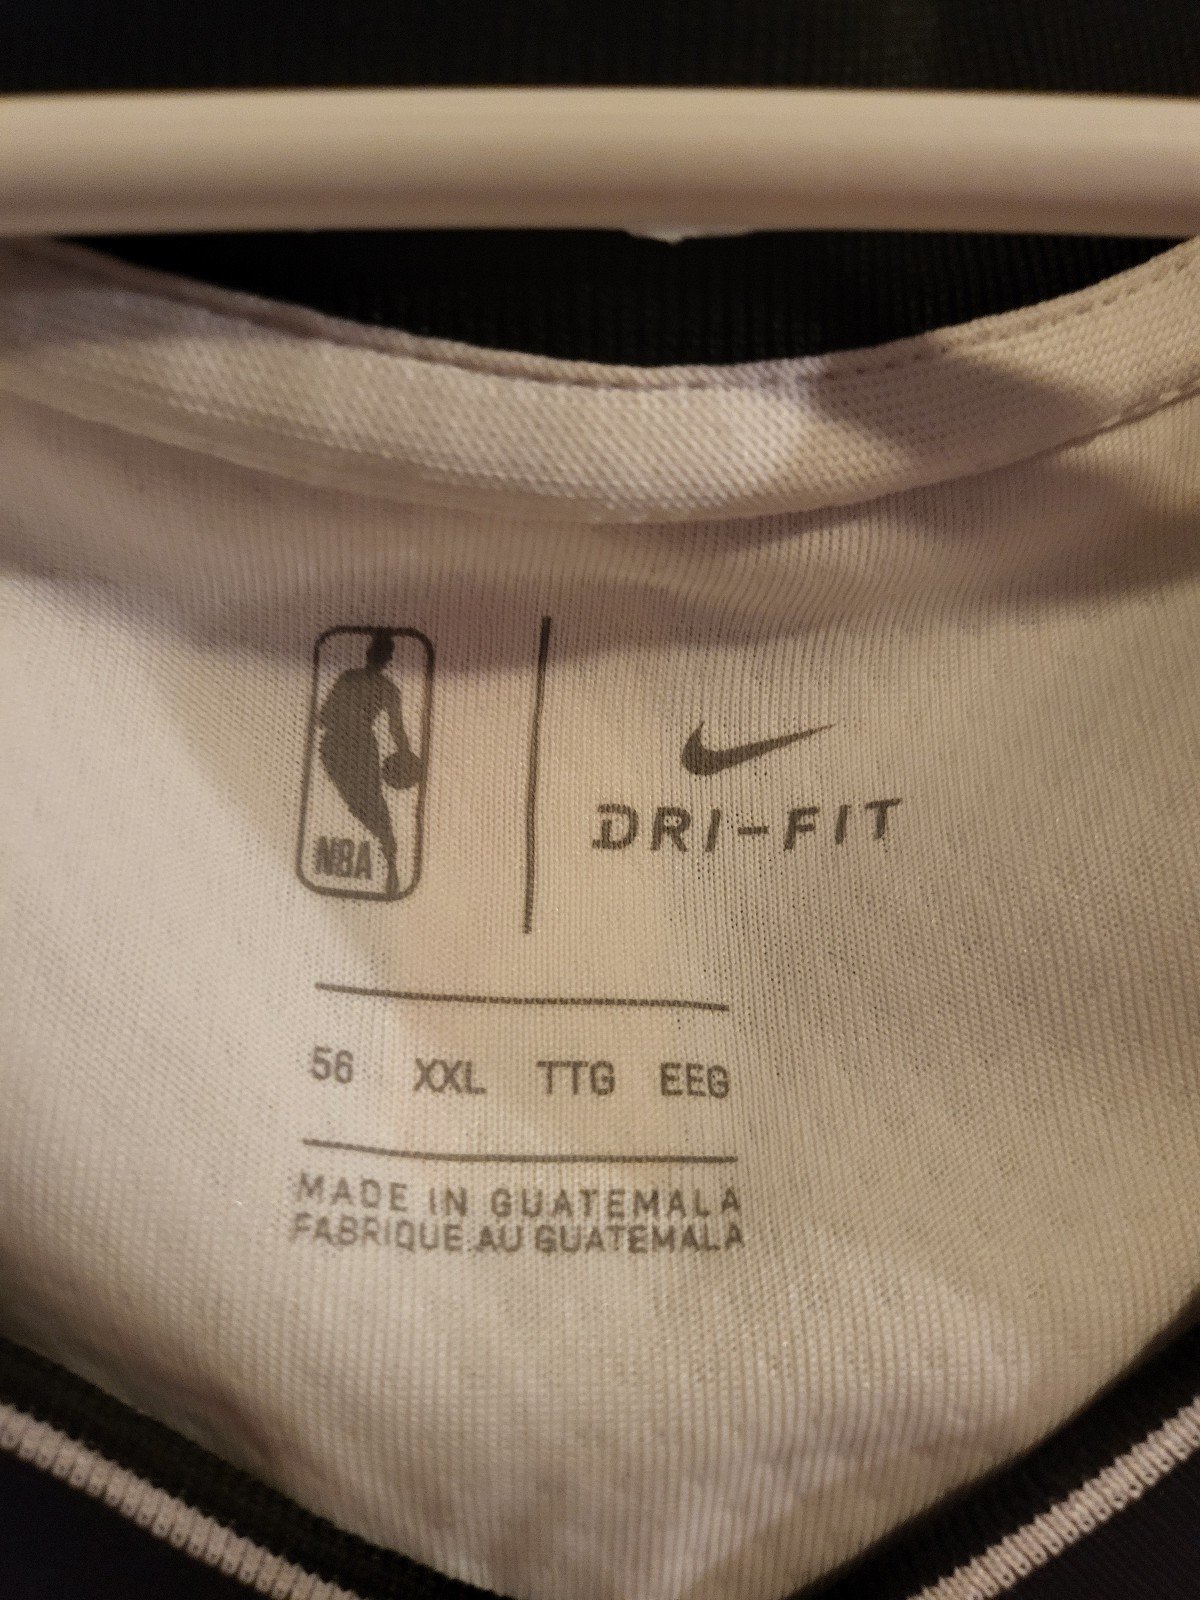 NBA
DRI-FIT
56 XXL TTG EEG
MADE IN GUATEMALA
FABRIQUE AU GUATEMALA